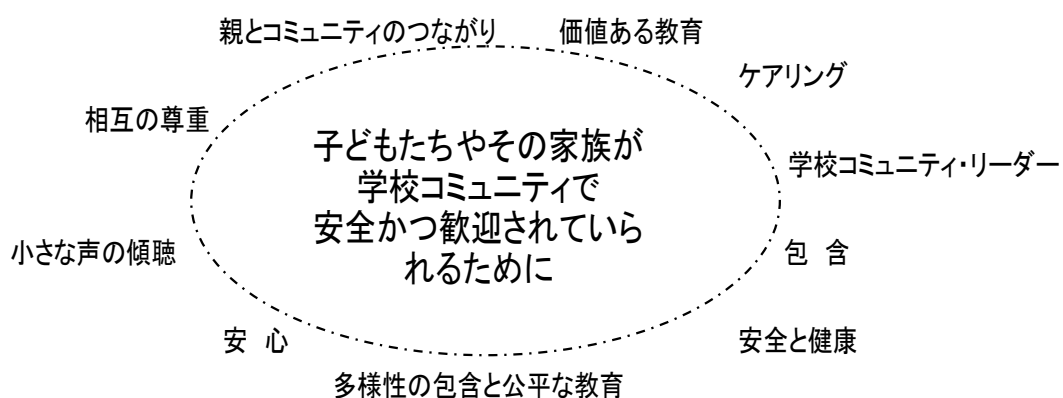 親とコミュニティのつながり
価値ある教育
ケアリング
相互の尊重
子どもたちやその家族が
学校コミュニティで
安全かつ歓迎されていら
れるために
学校コミュニティ・リーダー
小さな声の傾聴
包 含
安 心
安全と健康
多様性の包含と公平な教育